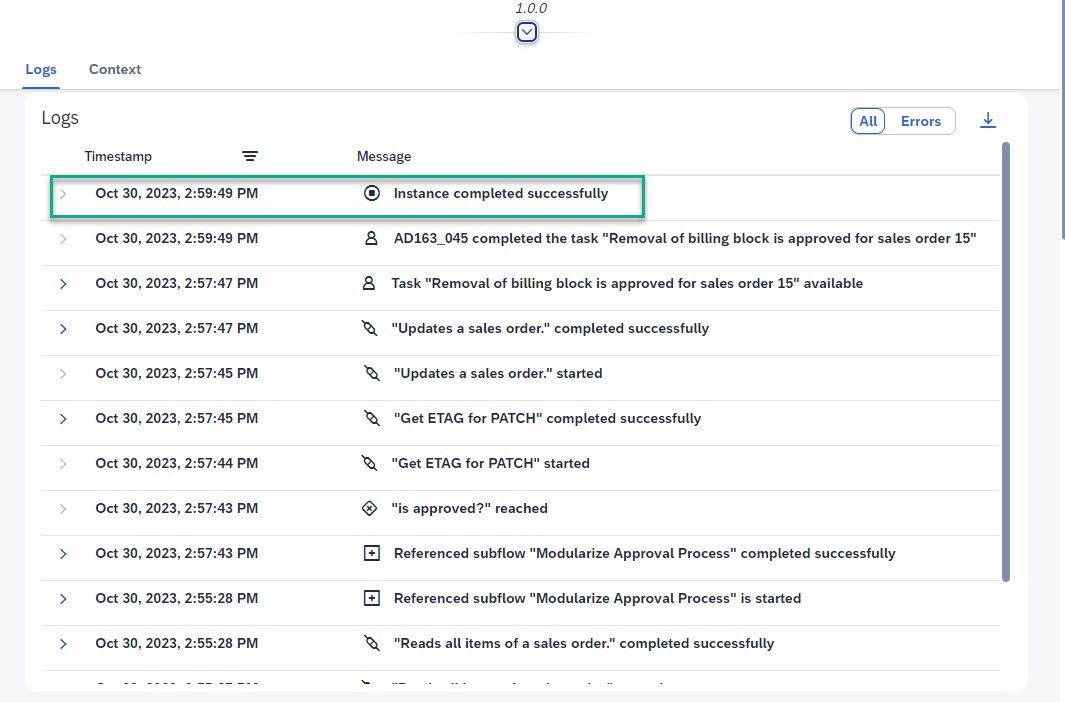 1.0.0
Logs Context
Logs All Errors
Timestamp Message
Oct 30, 2023, 2:59:49 PM Instance completed successfully
Oct 30, 2023, 2:59:49 PM AD163_045 completed the task "Removal of billing block is approved for sales order 15"
Oct 30, 2023, 2:57:47 PM Task "Removal of billing block is approved for sales order 15" available
Oct 30, 2023, 2:57:47 PM "Updates a sales order." completed successfully
Oct 30, 2023, 2:57:45 PM "Updates a sales order." started
Oct 30, 2023, 2:57:45 PM "Get ETAG for PATCH" completed successfully
Oct 30, 2023, 2:57:44 PM "Get ETAG for PATCH" started
Oct 30, 2023, 2:57:43 PM "is approved?" reached
Oct 30, 2023, 2:57:43 PM Referenced subflow "Modularize Approval Process" completed successfully
Oct 30, 2023, 2:55:28 PM Referenced subflow "Modularize Approval Process" is started
Oct 30, 2023, 2:55:28 PM "Reads all items of a sales order." completed successfully